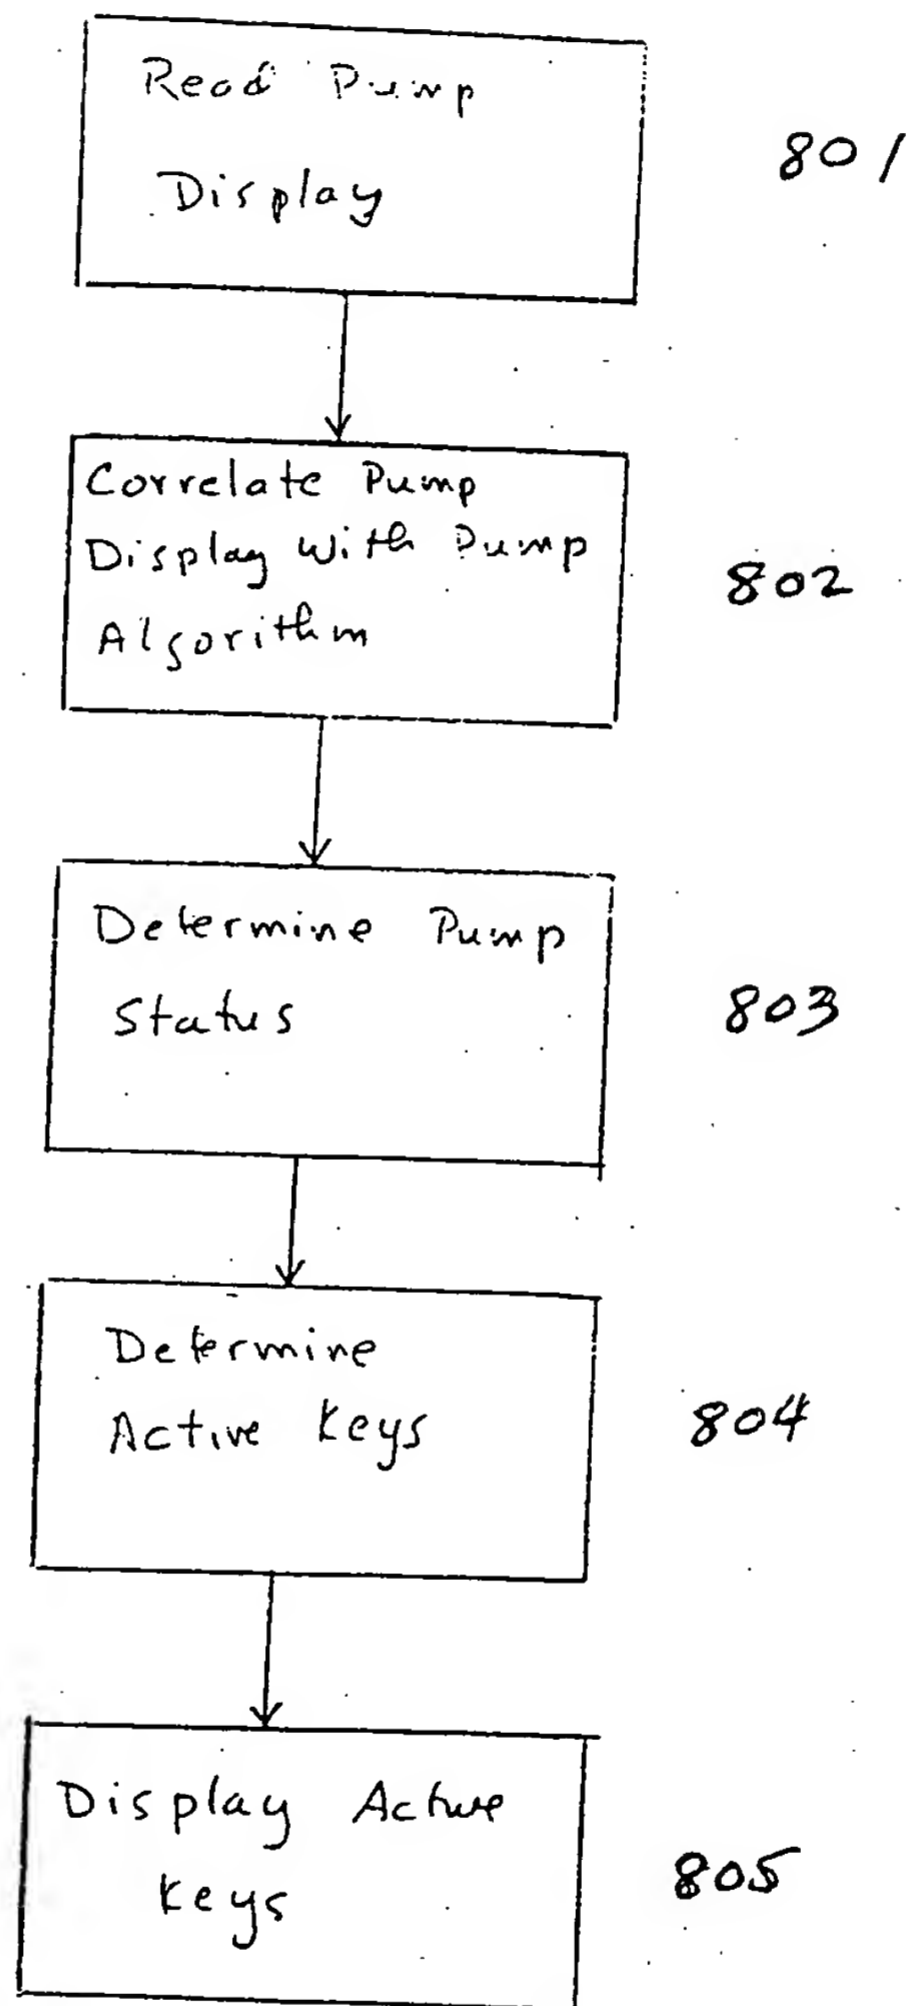 Read Pump
Display
801
Correlate Pump
Display with Pump
Algorithm
802
Determine Pump
Status
803
Determine
Active Keys
804
Display Active
Keys
805